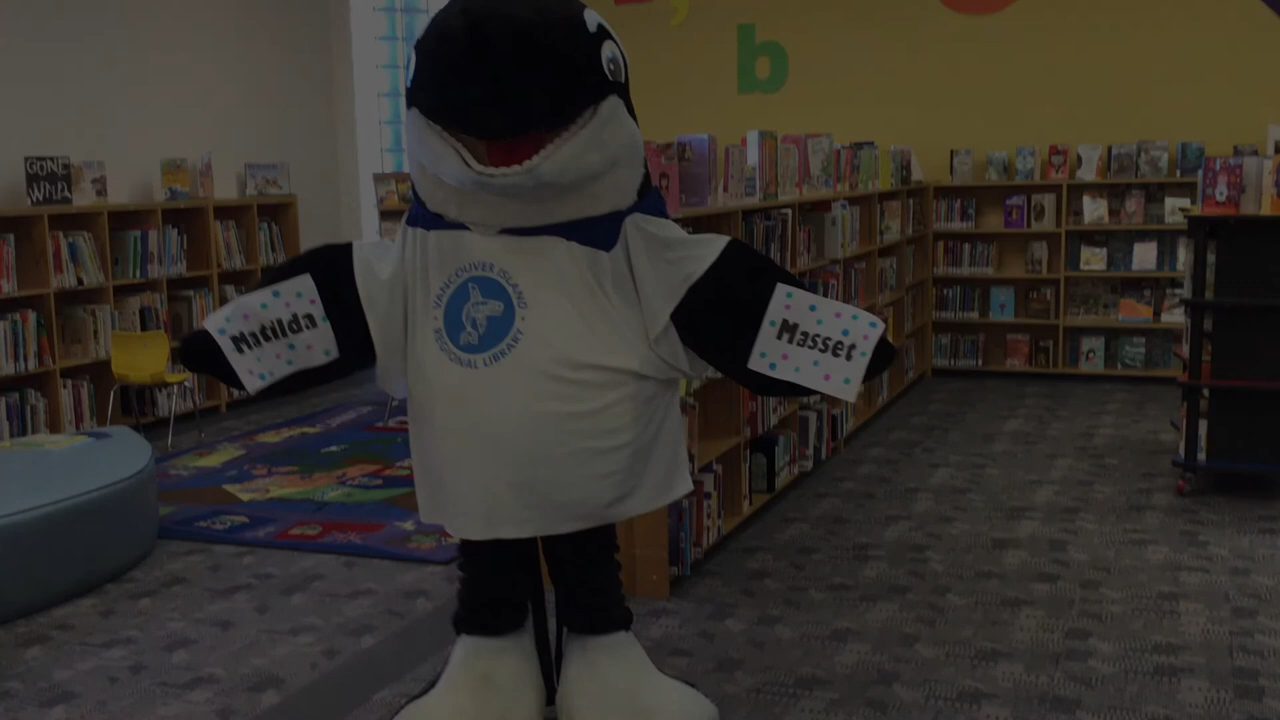 b
GONE
WILD
VANCOUVER ISLAND
REGIONAL LIBRARY
Matilda
Masset